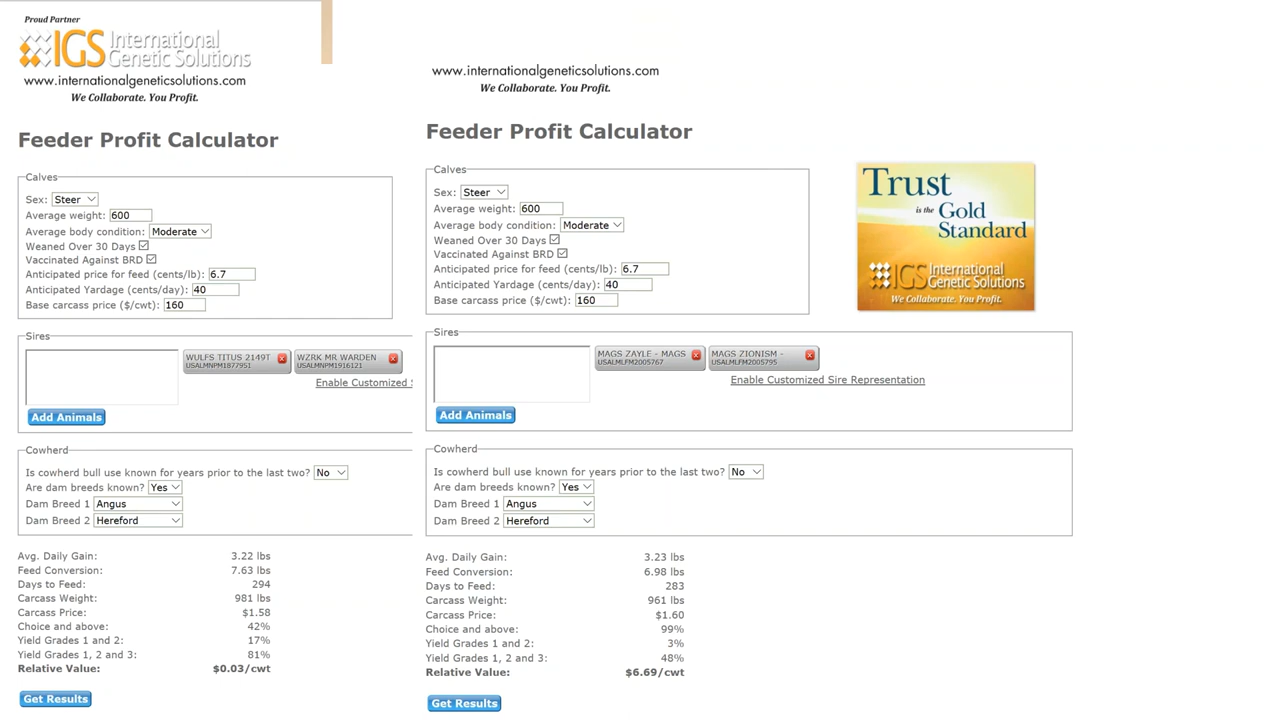 Proud Partner
IGS International
Genetic Solutions
www.internationalgeneticsolutions.com
We Collaborate. You Profit.
Feeder Profit Calculator
Calves
Sex: Steer
Average weight: 600
Average body condition: Moderate
Weaned Over 30 Days
Vaccinated Against BRD
Anticipated price for feed (cents/lb): 6.7
Anticipated Yardage (cents/day): 40
Base carcass price ($/cwt): 160
Sires
WULFS TITUS 2149T
USALMNPM1877951
WZRK MR WARDEN
USALMNPM1916121
Enable Customized S
Add Animals
Cowherd
Is cowherd bull use known for years prior to the last two? No
Are dam breeds known? Yes
Dam Breed 1 Angus
Dam Breed 2 Hereford
Avg. Daily Gain: 3.22 lbs
Feed Conversion: 7.63 lbs
Days to Feed: 294
Carcass Weight: 981 lbs
Carcass Price: $1.58
Choice and above: 42%
Yield Grades 1 and 2: 17%
Yield Grades 1, 2 and 3: 81%
Relative Value: $0.03/cwt
Get Results
www.internationalgeneticsolutions.com
We Collaborate. You Profit.
Feeder Profit Calculator
Calves
Sex: Steer
Average weight: 600
Average body condition: Moderate
Weaned Over 30 Days
Vaccinated Against BRD
Anticipated price for feed (cents/lb): 6.7
Anticipated Yardage (cents/day): 40
Base carcass price ($/cwt): 160
Trust
is the Gold
Standard
IGS International
Genetic Solutions
We Collaborate. You Profit.
Sires
MAGS ZAYLE - MAGS
USALMLFM2005767
MAGS ZIONISM -
USALMLFM2005795
Enable Customized Sire Representation
Add Animals
Cowherd
Is cowherd bull use known for years prior to the last two? No
Are dam breeds known? Yes
Dam Breed 1 Angus
Dam Breed 2 Hereford
Avg. Daily Gain: 3.23 lbs
Feed Conversion: 6.98 lbs
Days to Feed: 283
Carcass Weight: 961 lbs
Carcass Price: $1.60
Choice and above: 99%
Yield Grades 1 and 2: 3%
Yield Grades 1, 2 and 3: 48%
Relative Value: $6.69/cwt
Get Results